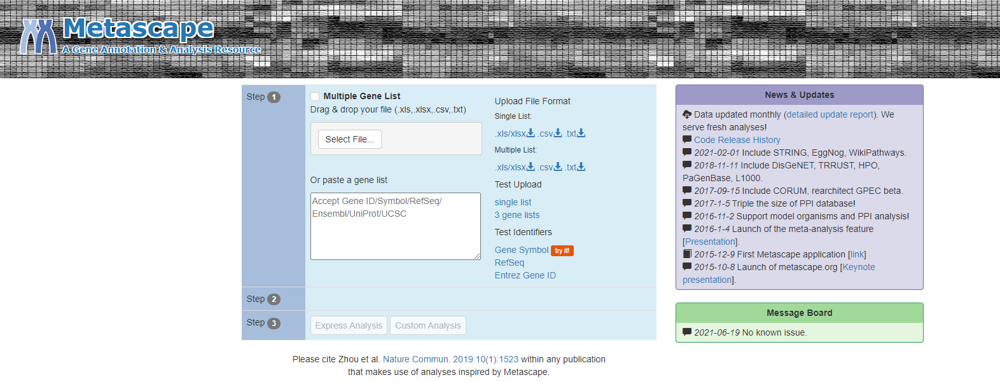 Metascape
A Gene Annotation & Analysis Resource
Step 1
Multiple Gene List
Drag & drop your file (.xls,.xlsx,.csv,.txt)
Select File...
Or paste a gene list
Accept Gene ID/Symbol/RefSeq/
Ensembl/UniProt/UCSC
Upload File Format
Single List:
.xls/xlsx .csv .txt
Multiple List:
.xls/xlsx .csv .txt
Test Upload
single list
3 gene lists
Test Identifiers
Gene Symbol try it!
RefSeq
Entrez Gene ID
Step 2
Step 3
Express Analysis Custom Analysis
Please cite Zhou et al. Nature Commun. 2019 10(1):1523 within any publication
that makes use of analyses inspired by Metascape.
News & Updates
Data updated monthly (detailed update report). We
serve fresh analyses!
Code Release History
2021-02-01 Include STRING, EggNog, WikiPathways.
2018-11-11 Include DisGeNET, TRRUST, HPO,
PaGenBase, L1000.
2017-09-15 Include CORUM, rearchitect GPEC beta.
2017-1-5 Triple the size of PPI database!
2016-11-2 Support model organisms and PPI analysis!
2016-1-4 Launch of the meta-analysis feature
[Presentation].
2015-12-9 First Metascape application [link]
2015-10-8 Launch of metascape.org [Keynote
presentation].
Message Board
2021-06-19 No known issue.